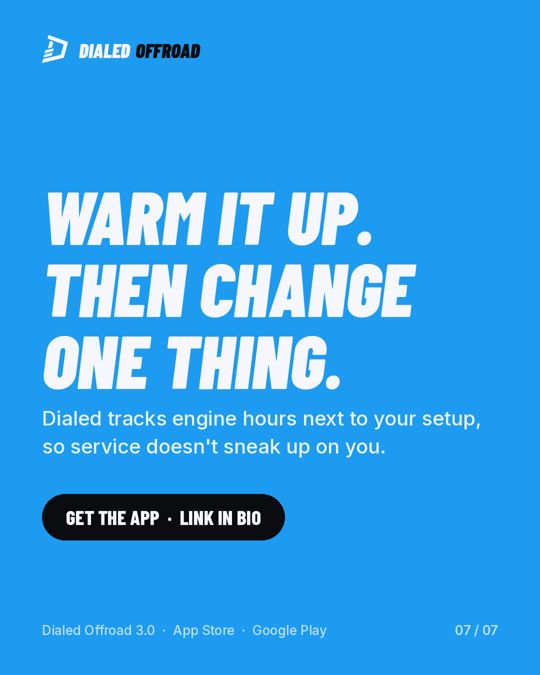 DIALED OFFROAD
WARM IT UP.
THEN CHANGE
ONE THING.
Dialed tracks engine hours next to your setup,
so service doesn't sneak up on you.
GET THE APP · LINK IN BIO
Dialed Offroad 3.0 · App Store · Google Play
07 / 07